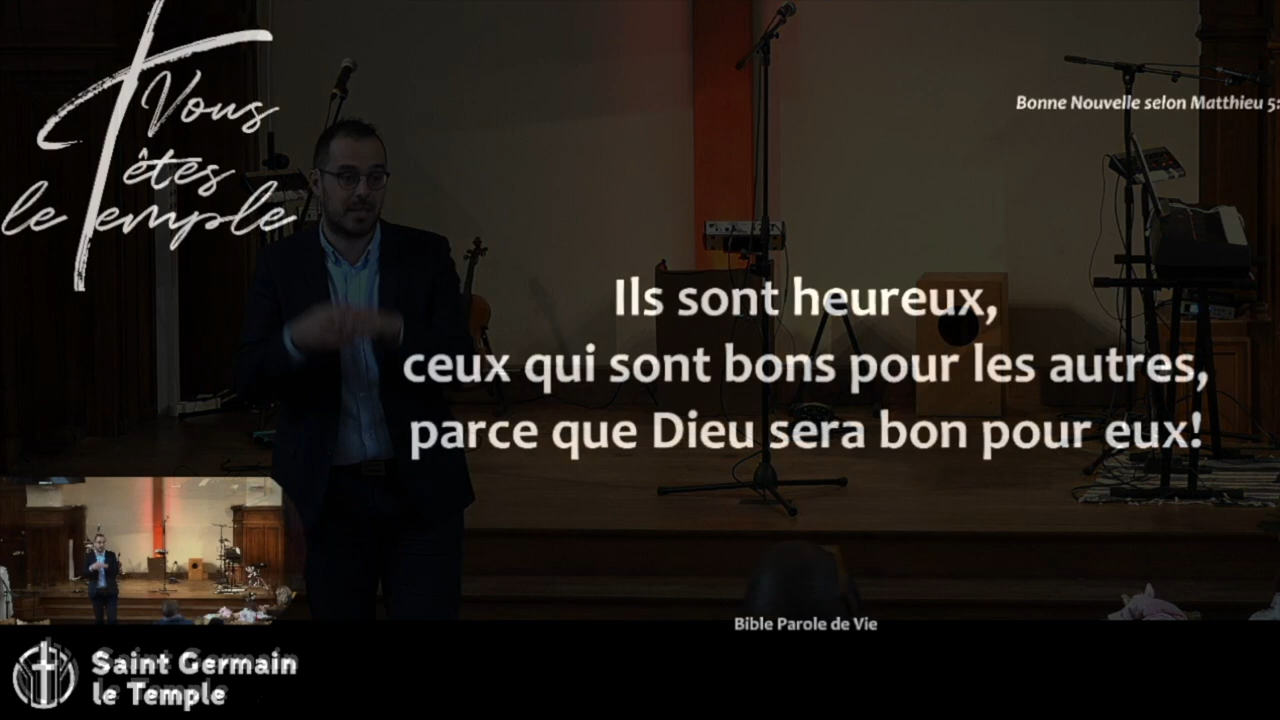 Vous
êtes
le Temple
Bonne Nouvelle selon Matthieu 5:
Ils sont heureux,
ceux qui sont bons pour les autres,
parce que Dieu sera bon pour eux!
Bible Parole de Vie
Saint Germain
le Temple